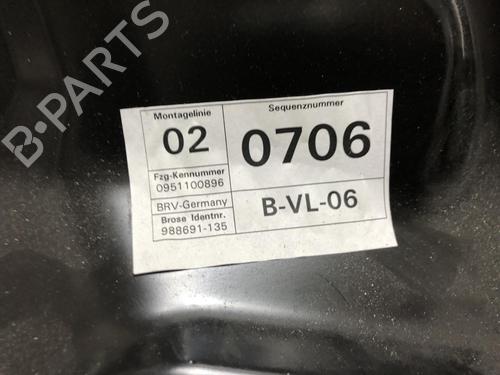 B-PARTS
Montagelinie
02
Fzg-Kennummer
0951100896
BRV-Germany
Brose Identnr.
988691-135
Sequenznummer
0706
B-VL-06